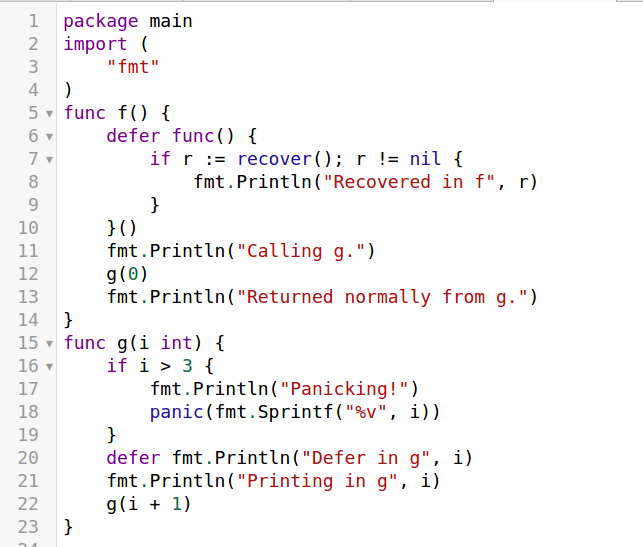 1 package main
2 import (
3     "fmt"
4 )
5 func f() {
6     defer func() {
7         if r := recover(); r != nil {
8             fmt.Println("Recovered in f", r)
9         }
10     }()
11     fmt.Println("Calling g.")
12     g(0)
13     fmt.Println("Returned normally from g.")
14 }
15 func g(i int) {
16     if i > 3 {
17         fmt.Println("Panicking!")
18         panic(fmt.Sprintf("%v", i))
19     }
20     defer fmt.Println("Defer in g", i)
21     fmt.Println("Printing in g", i)
22     g(i + 1)
23 }